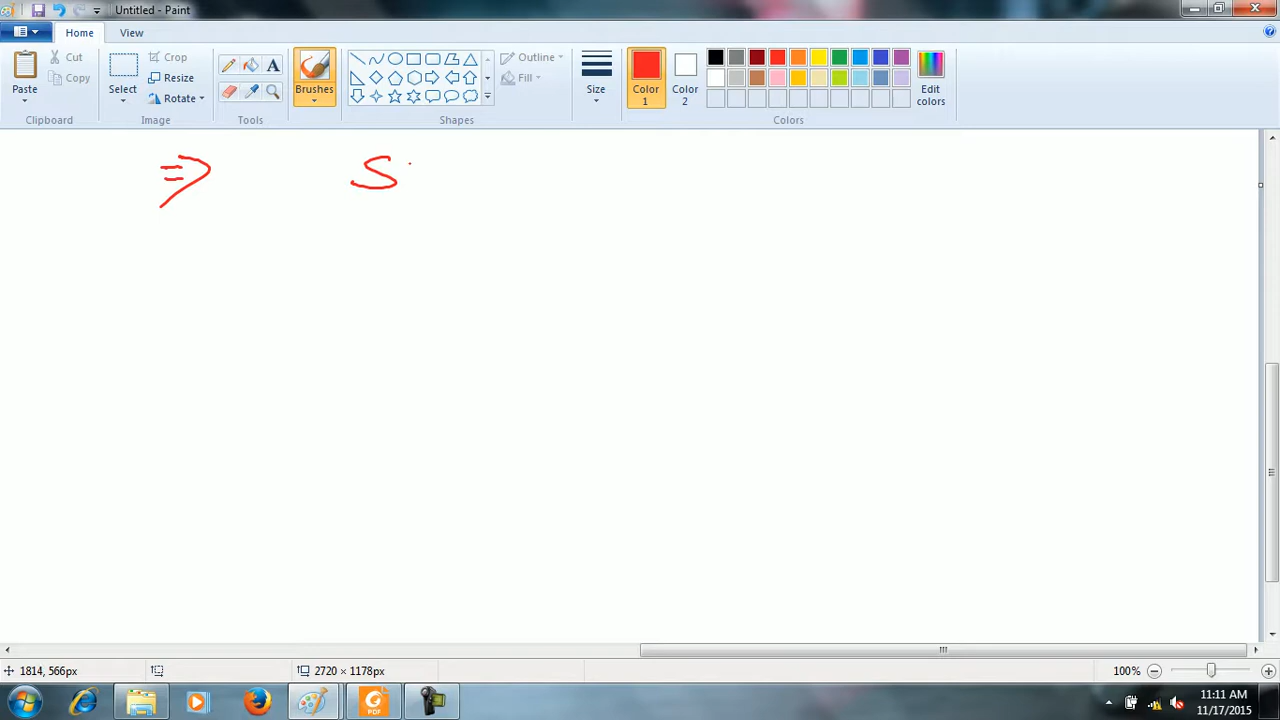 Untitled - Paint
Home View
Paste
Cut
Copy
Clipboard
Select
Crop
Resize
Rotate
Image
A
Tools
Brushes
Outline
Fill
Shapes
Size
Color 1
Color 2
Edit colors
Colors
⇒ S
1814, 566px 2720 × 1178px 100%
PDF
11:11 AM
11/17/2015